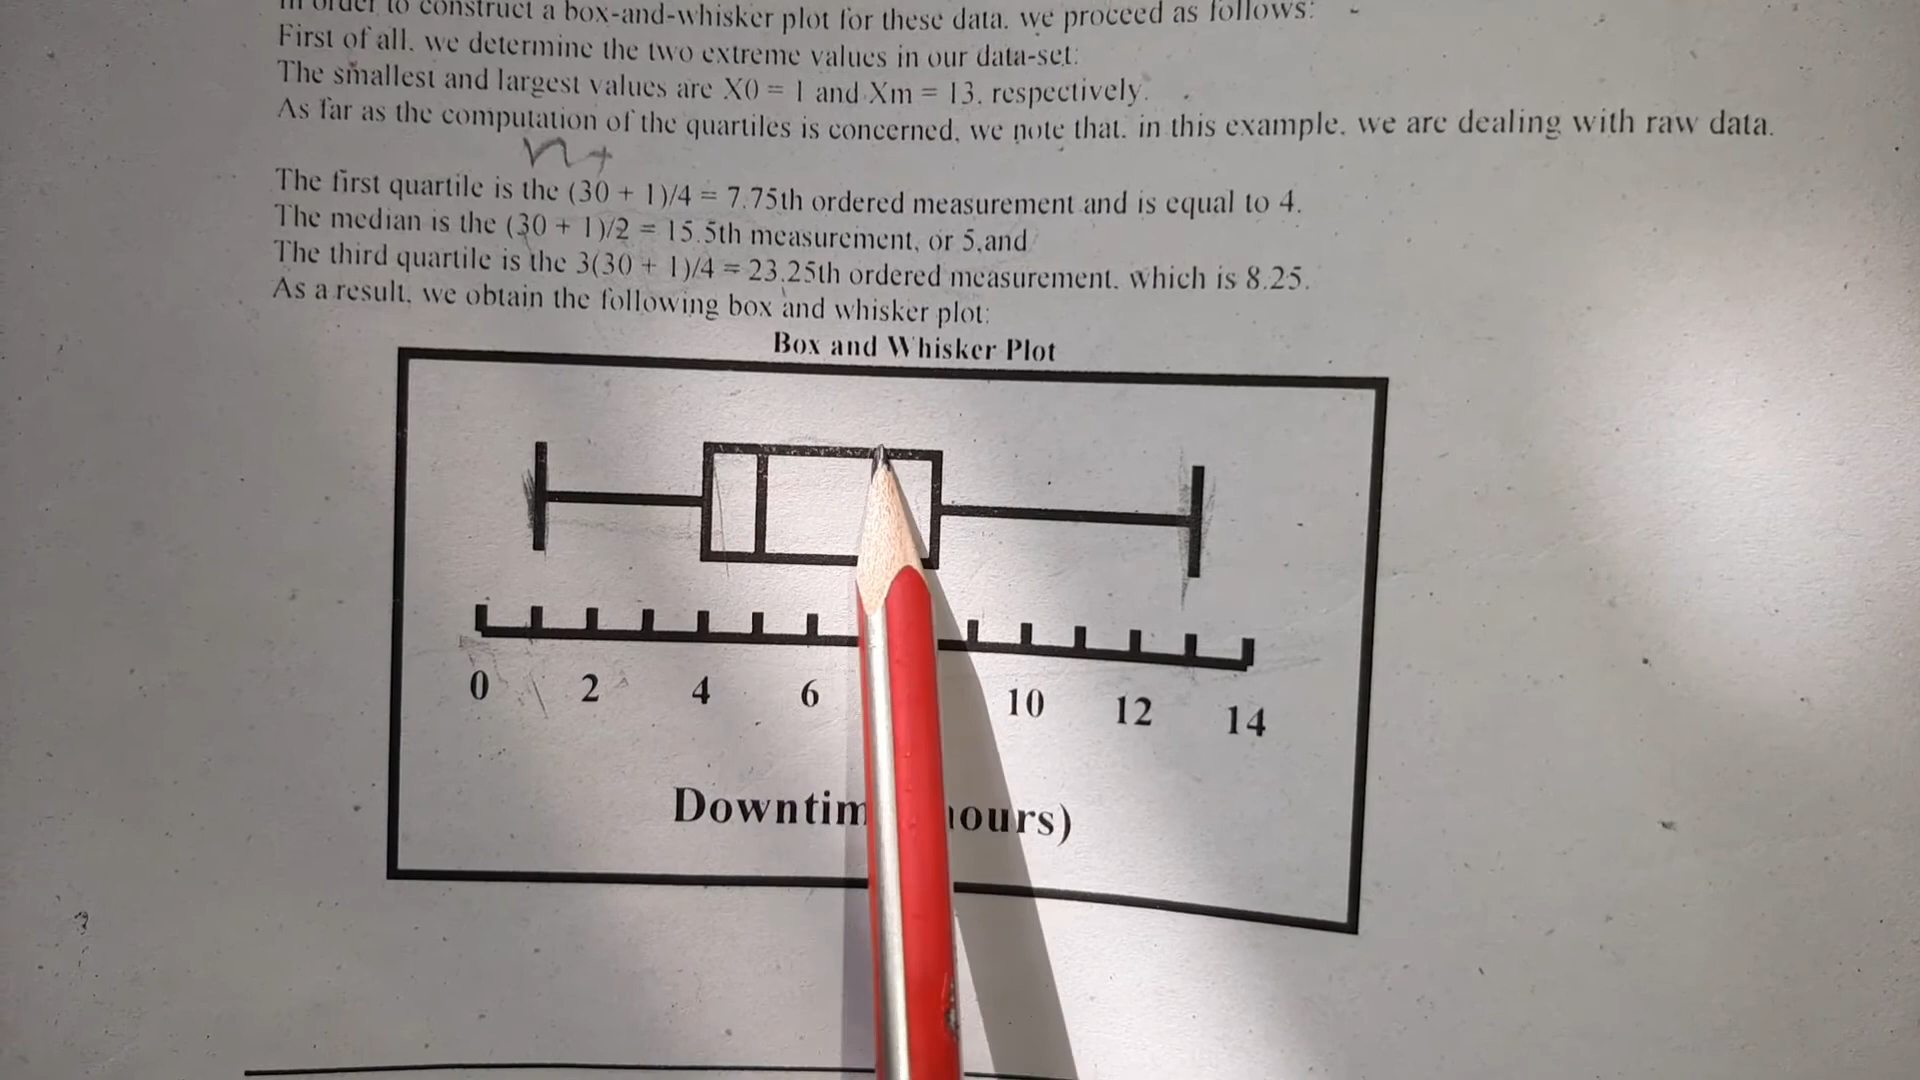 In order to construct a box-and-whisker plot for these data, we proceed as follows:
First of all, we determine the two extreme values in our data-set:
The smallest and largest values are X0 = 1 and Xm = 13, respectively.
As far as the computation of the quartiles is concerned, we note that, in this example, we are dealing with raw data.
n+
The first quartile is the (30 + 1)/4 = 7.75th ordered measurement and is equal to 4.
The median is the (30 + 1)/2 = 15.5th measurement, or 5,and
The third quartile is the 3(30 + 1)/4 = 23.25th ordered measurement, which is 8.25.
As a result, we obtain the following box and whisker plot:
Box and Whisker Plot
0 2 4 6 10 12 14
Downtim ours)